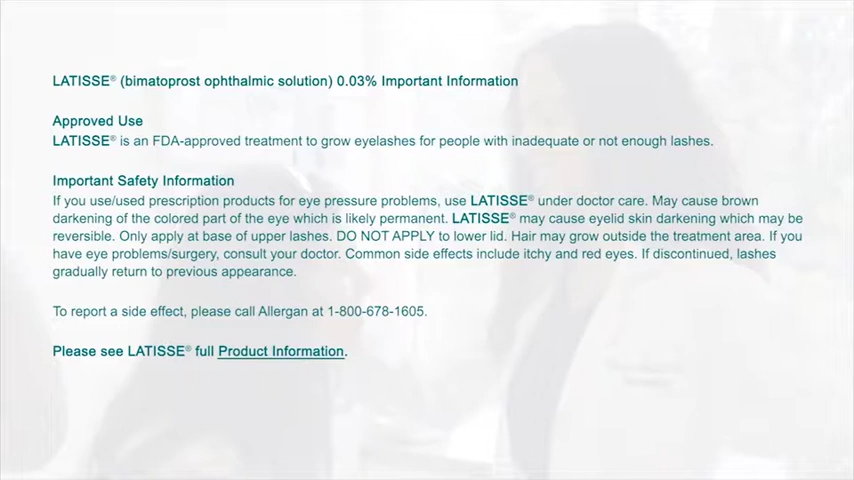 LATISSE® (bimatoprost ophthalmic solution) 0.03% Important Information
Approved Use
LATISSE® is an FDA-approved treatment to grow eyelashes for people with inadequate or not enough lashes.
Important Safety Information
If you use/used prescription products for eye pressure problems, use LATISSE® under doctor care. May cause brown
darkening of the colored part of the eye which is likely permanent. LATISSE® may cause eyelid skin darkening which may be
reversible. Only apply at base of upper lashes. DO NOT APPLY to lower lid. Hair may grow outside the treatment area. If you
have eye problems/surgery, consult your doctor. Common side effects include itchy and red eyes. If discontinued, lashes
gradually return to previous appearance.
To report a side effect, please call Allergan at 1-800-678-1605.
Please see LATISSE® full Product Information.